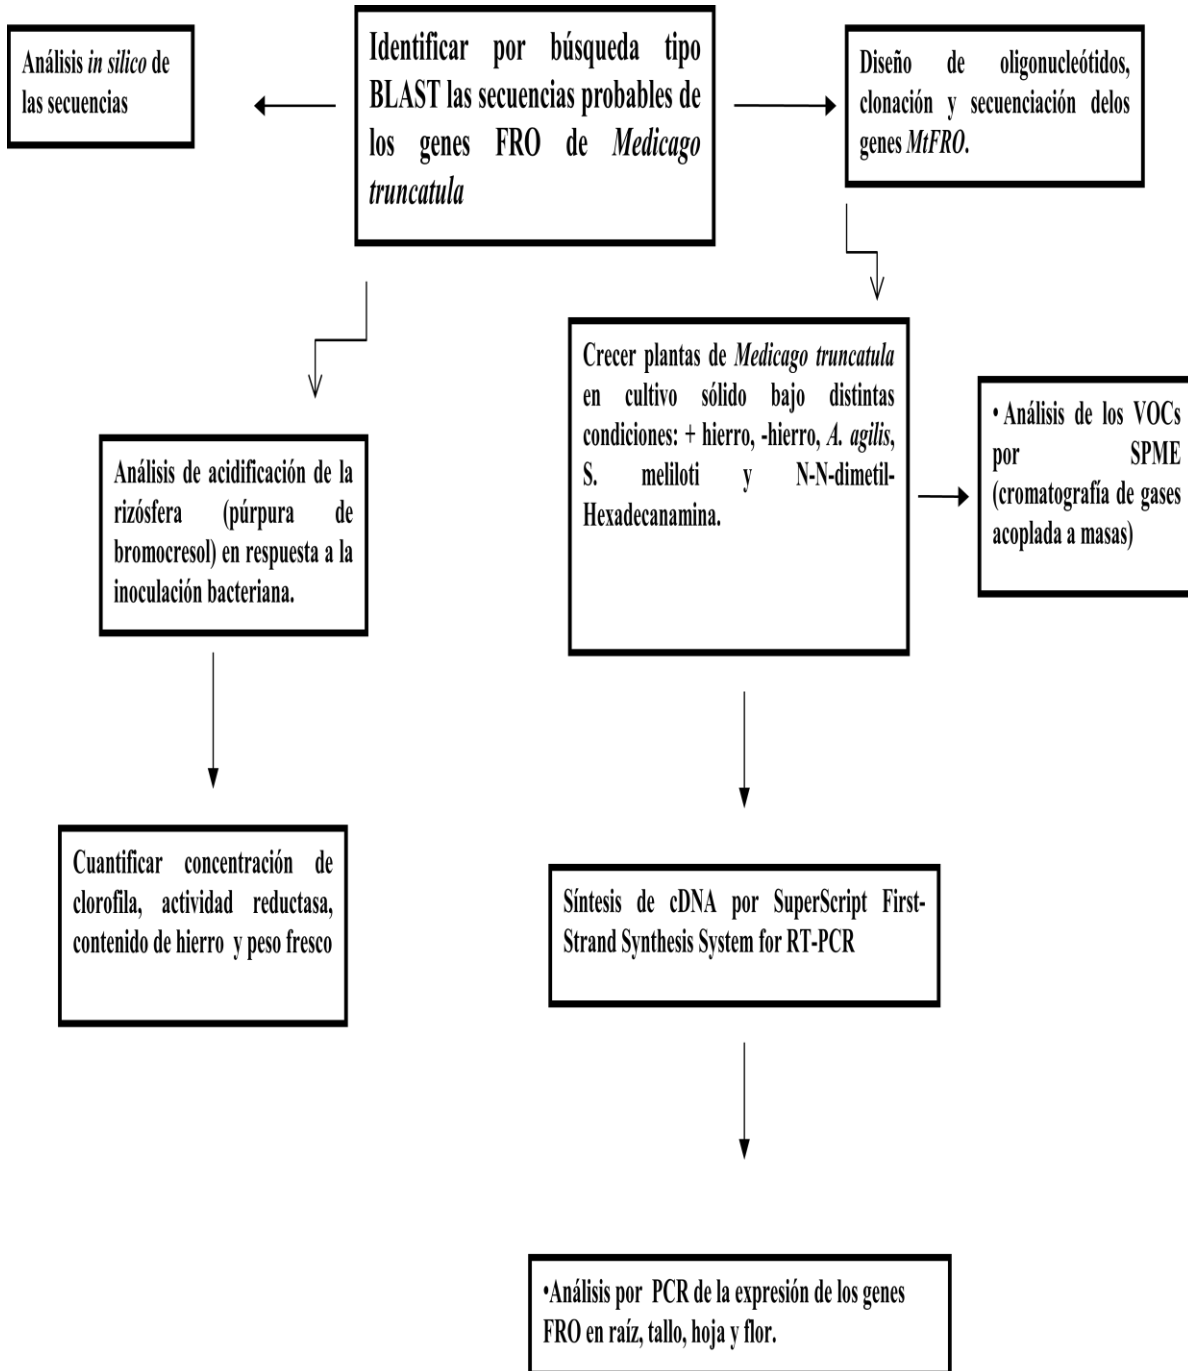 Análisis in silico de
las secuencias
Identificar por búsqueda tipo
BLAST las secuencias probables de
los genes FRO de Medicago
truncatula
Diseño de oligonucleótidos,
clonación y secuenciación delos
genes MtFRO.
Crecer plantas de Medicago truncatula
en cultivo sólido bajo distintas
condiciones: + hierro, -hierro, A. agilis,
S. meliloti y N-N-dimetil-
Hexadecanamina.
• Análisis de los VOCs
por SPME
(cromatografía de gases
acoplada a masas)
Análisis de acidificación de la
rizósfera (púrpura de
bromocresol) en respuesta a la
inoculación bacteriana.
Cuantificar concentración de
clorofila, actividad reductasa,
contenido de hierro y peso fresco
Síntesis de cDNA por SuperScript First-
Strand Synthesis System for RT-PCR
•Análisis por PCR de la expresión de los genes
FRO en raíz, tallo, hoja y flor.